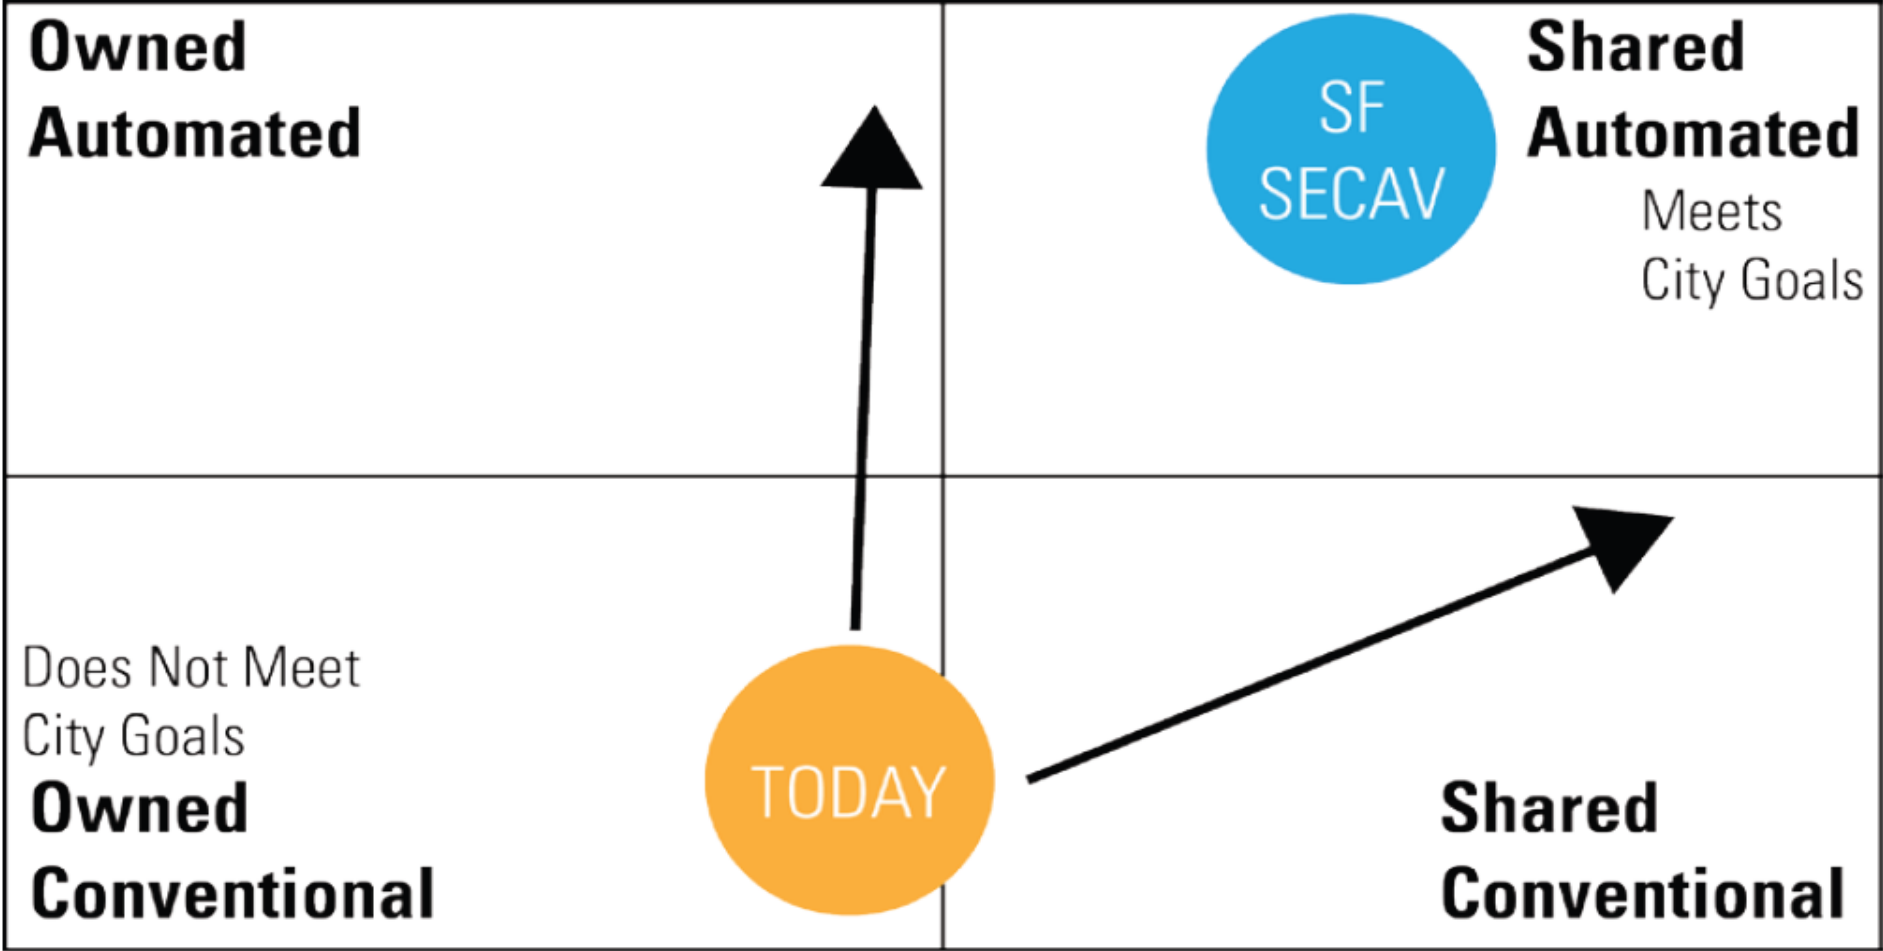 Owned
Automated
SF
SECAV
Shared
Automated
Meets
City Goals
Does Not Meet
City Goals
Owned
Conventional
TODAY
Shared
Conventional